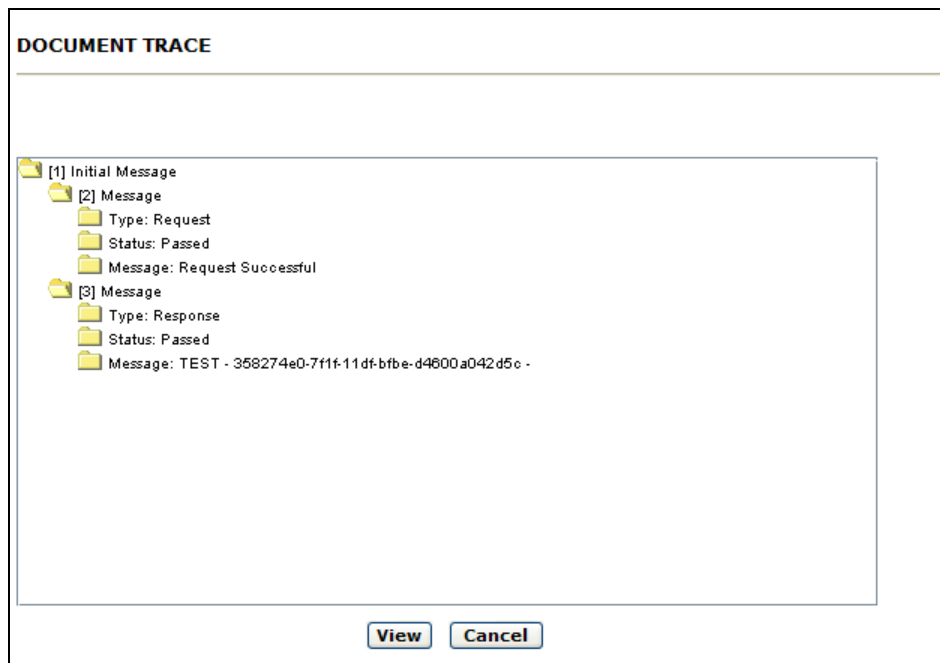 DOCUMENT TRACE
[1] Initial Message
[2] Message
Type: Request
Status: Passed
Message: Request Successful
[3] Message
Type: Response
Status: Passed
Message: TEST - 358274e0-7f1f-11df-bfbe-d4600a042d5c -
View Cancel